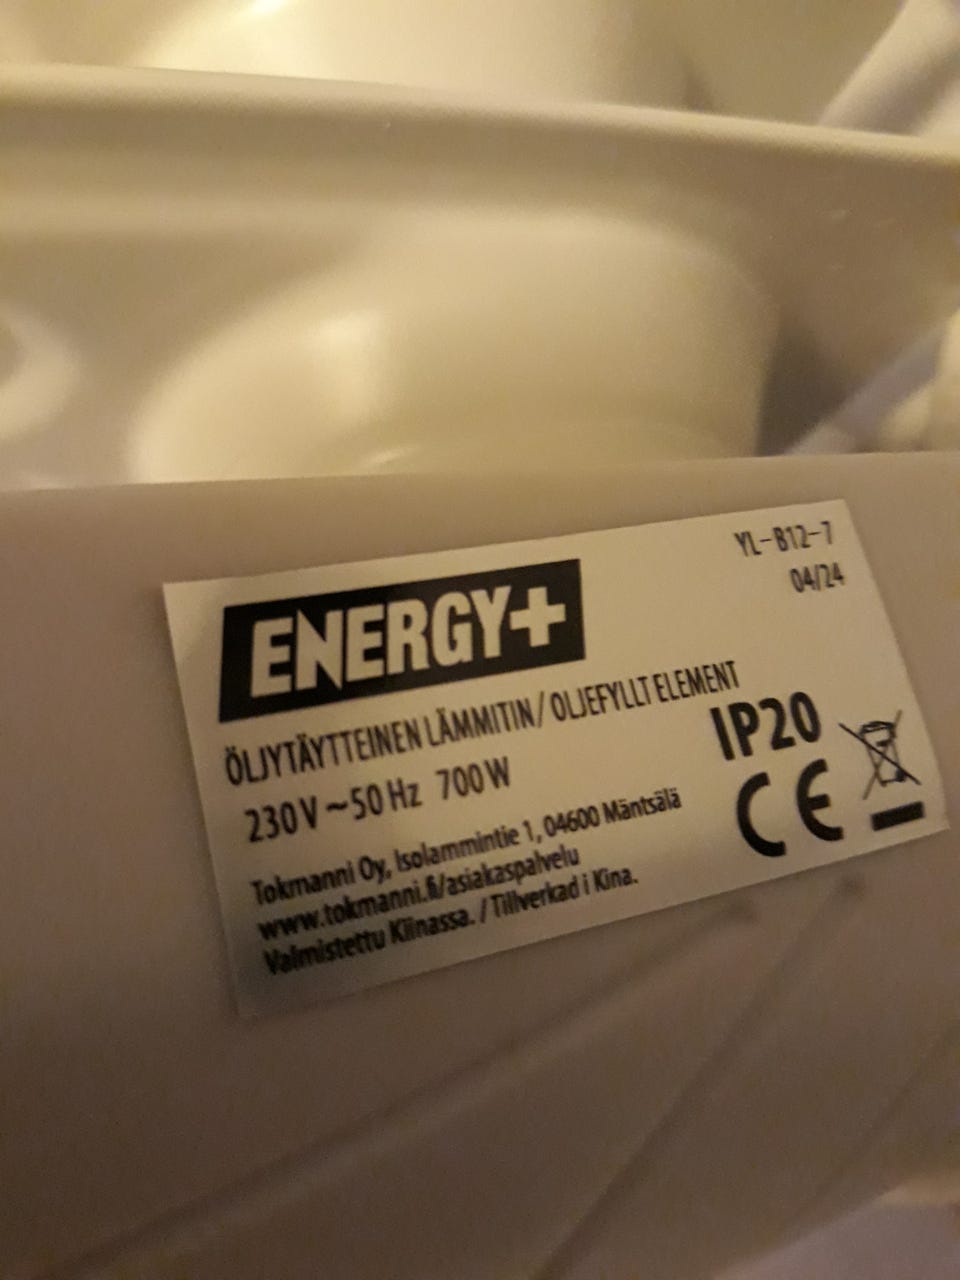 YL-B12-7
04/24
ENERGY+
ÖLJYTÄYTTEINEN LÄMMITIN / OLJEFYLLT ELEMENT
230 V ~ 50 Hz 700 W
IP20
CE
Tokmanni Oy, Isolammintie 1, 04600 Mäntsälä
www.tokmanni.fi/asiakaspalvelu
Valmistettu Kiinassa. / Tillverkad i Kina.